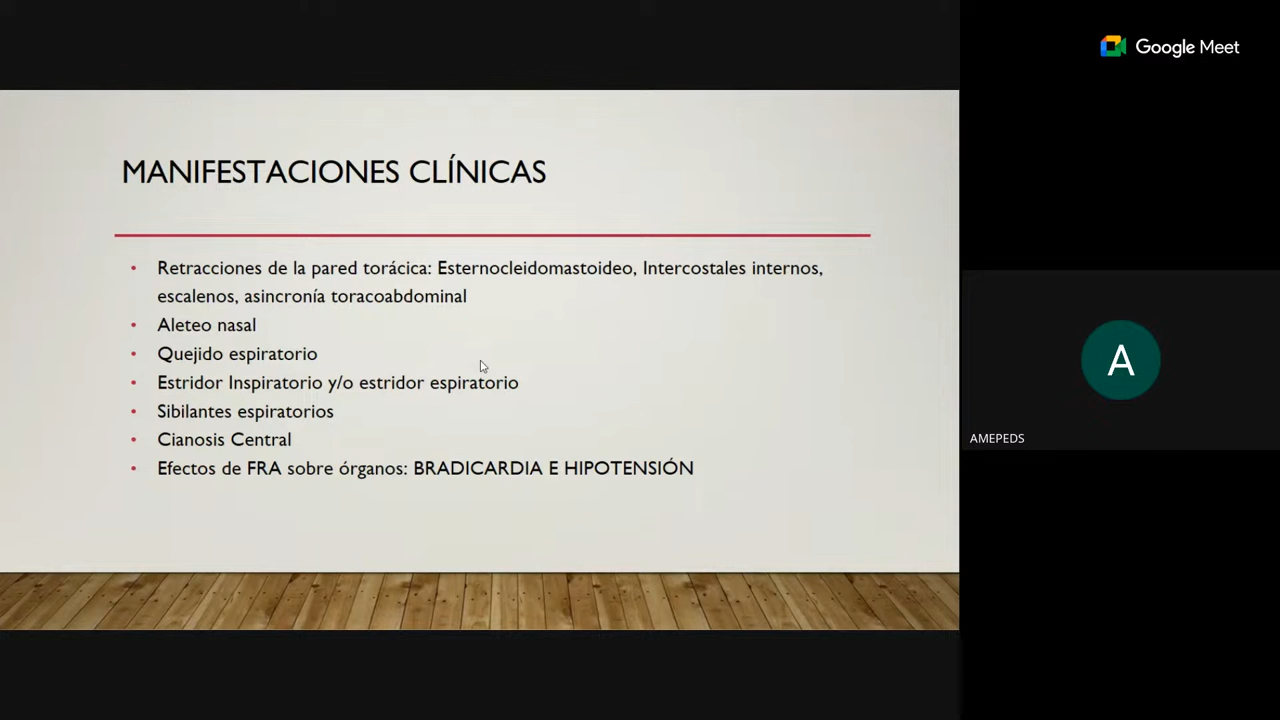 Google Meet
MANIFESTACIONES CLÍNICAS
• Retracciones de la pared torácica: Esternocleidomastoideo, Intercostales internos,
escalenos, asincronía toracoabdominal
• Aleteo nasal
• Quejido espiratorio
• Estridor Inspiratorio y/o estridor espiratorio
• Sibilantes espiratorios
• Cianosis Central
• Efectos de FRA sobre órganos: BRADICARDIA E HIPOTENSIÓN
A
AMEPEDS